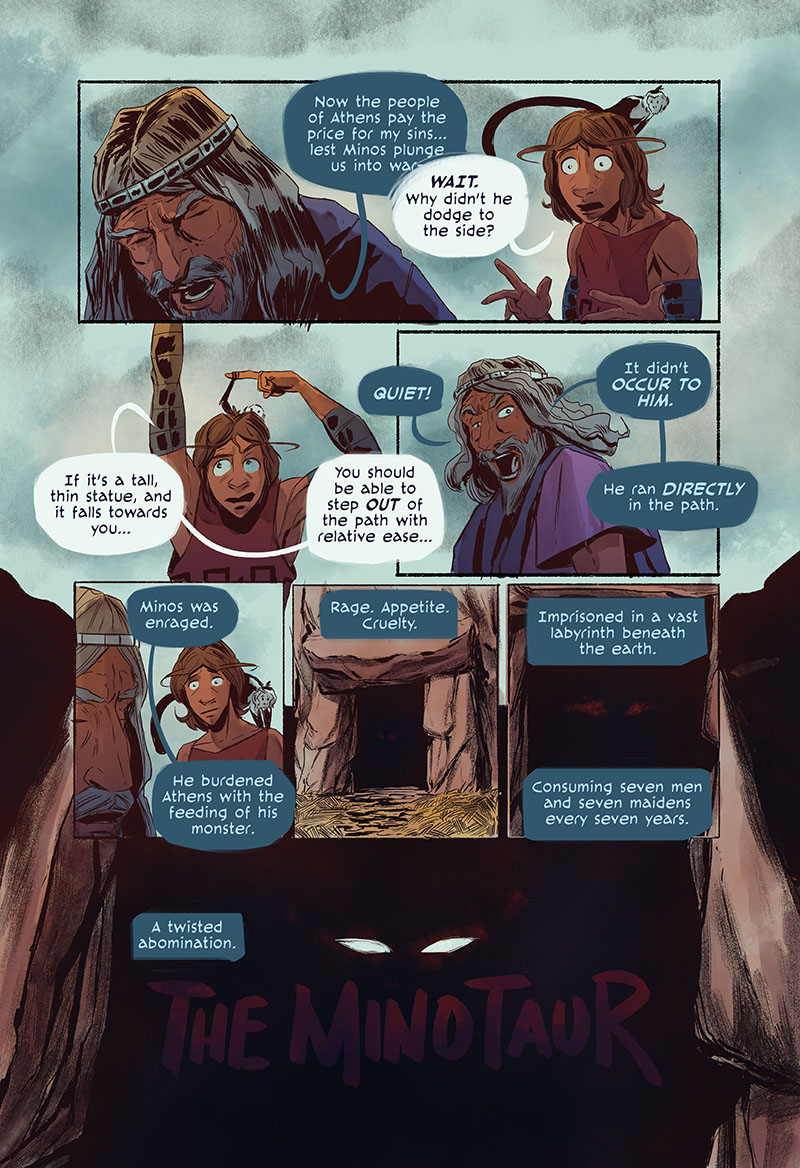 Now the people
of Athens pay the
price for my sins...
lest Minos plunge
us into war-
WAIT.
Why didn't he
dodge to
the side?
If it's a tall,
thin statue, and
it falls towards
you...
You should
be able to
step OUT of
the path with
relative ease...
QUIET!
It didn't
OCCUR TO
HIM.
He ran DIRECTLY
in the path.
Minos was
enraged.
He burdened
Athens with the
feeding of his
monster.
Rage. Appetite.
Cruelty.
Imprisoned in a vast
labyrinth beneath
the earth.
Consuming seven men
and seven maidens
every seven years.
A twisted
abomination.
THE MINOTAUR